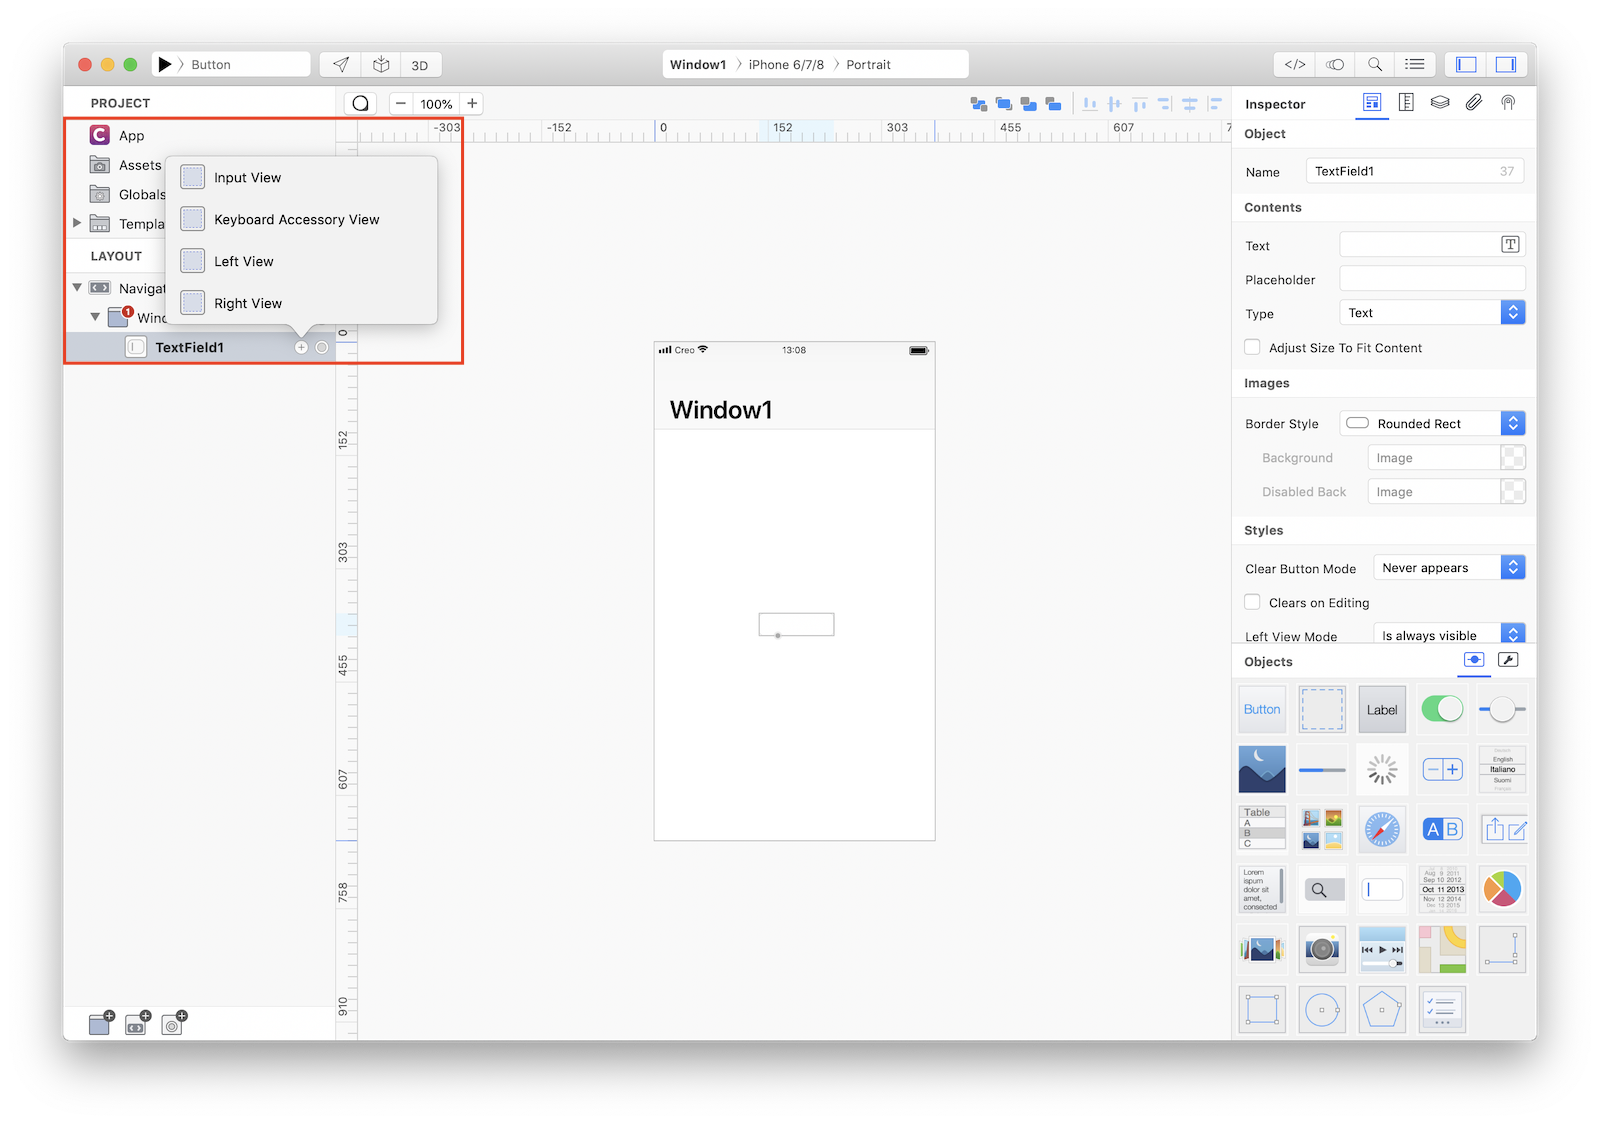 Button
3D
Window1 iPhone 6/7/8 Portrait
PROJECT
100%
Inspector
App
Assets
Globals
Templa
LAYOUT
Navigat
1
Wind
TextField1
Input View
Keyboard Accessory View
Left View
Right View
-303 -152 0 152 303 455 607 7
0
152
303
455
607
758
910
Creo 13:08
Window1
Object
Name TextField1 37
Contents
Text T
Placeholder
Type Text
Adjust Size To Fit Content
Images
Border Style Rounded Rect
Background Image
Disabled Back Image
Styles
Clear Button Mode Never appears
Clears on Editing
Left View Mode Is always visible
Objects
Button Label
English
Italiano
Suomi
Table
A
B
C
A B
Lorem
ispum
dolor sit
amet,
consected
Aug 9 2011
Sep 10 2012
Oct 11 2013
Nov 12 2014
Dec 13 2015